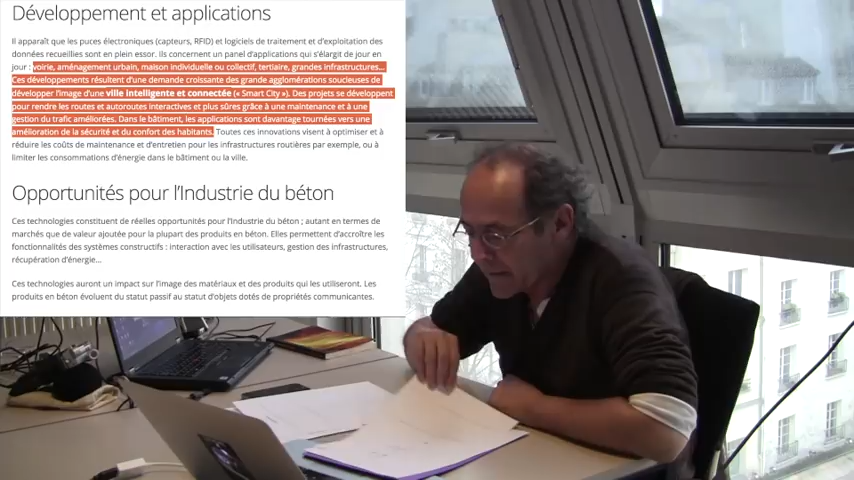 Développement et applications
Il apparaît que les puces électroniques (capteurs, RFID) et logiciels de traitement et d'exploitation des
données recueillies sont en plein essor. Ils concernent un panel d'applications qui s'élargit de jour en
jour : voirie, aménagement urbain, maison individuelle ou collectif, tertiaire, grandes infrastructures...
Ces développements résultent d'une demande croissante des grande agglomérations soucieuses de
développer l'image d'une ville intelligente et connectée (« Smart City »). Des projets se développent
pour rendre les routes et autoroutes interactives et plus sûres grâce à une maintenance et à une
gestion du trafic améliorées. Dans le bâtiment, les applications sont davantage tournées vers une
amélioration de la sécurité et du confort des habitants. Toutes ces innovations visent à optimiser et à
réduire les coûts de maintenance et d'entretien pour les infrastructures routières par exemple, ou à
limiter les consommations d'énergie dans le bâtiment ou la ville.
Opportunités pour l'Industrie du béton
Ces technologies constituent de réelles opportunités pour l'Industrie du béton ; autant en termes de
marchés que de valeur ajoutée pour la plupart des produits en béton. Elles permettent d'accroître les
fonctionnalités des systèmes constructifs : interaction avec les utilisateurs, gestion des infrastructures,
récupération d'énergie...
Ces technologies auront un impact sur l'image des matériaux et des produits qui les utiliseront. Les
produits en béton évoluent du statut passif au statut d'objets dotés de propriétés communicantes.